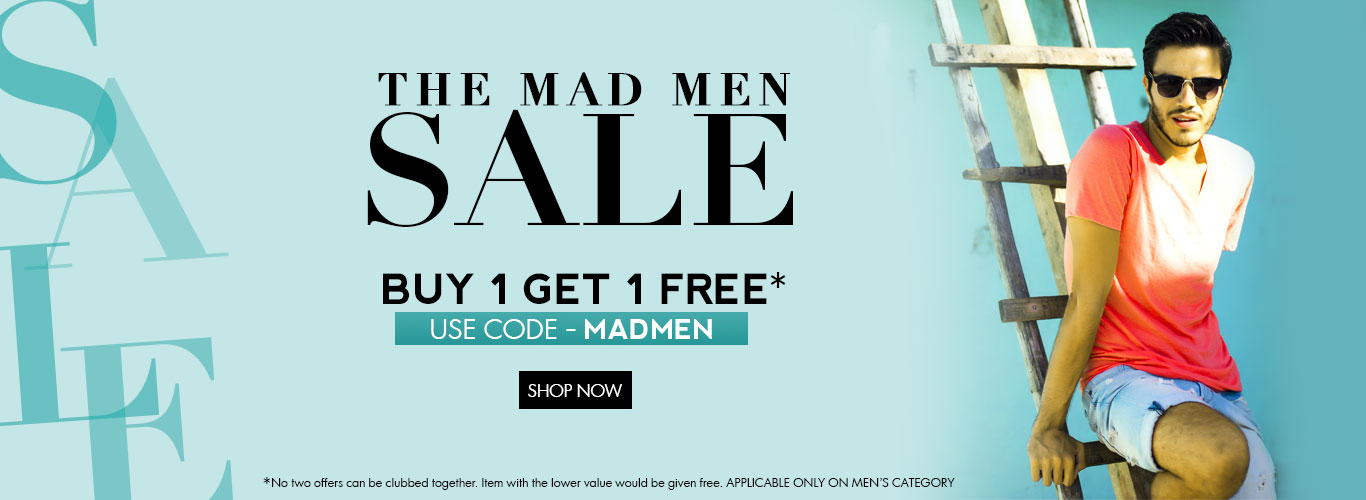 SALE
THE MAD MEN
SALE
BUY 1 GET 1 FREE*
USE CODE - MADMEN
SHOP NOW
*No two offers can be clubbed together. Item with the lower value would be given free. APPLICABLE ONLY ON MEN'S CATEGORY